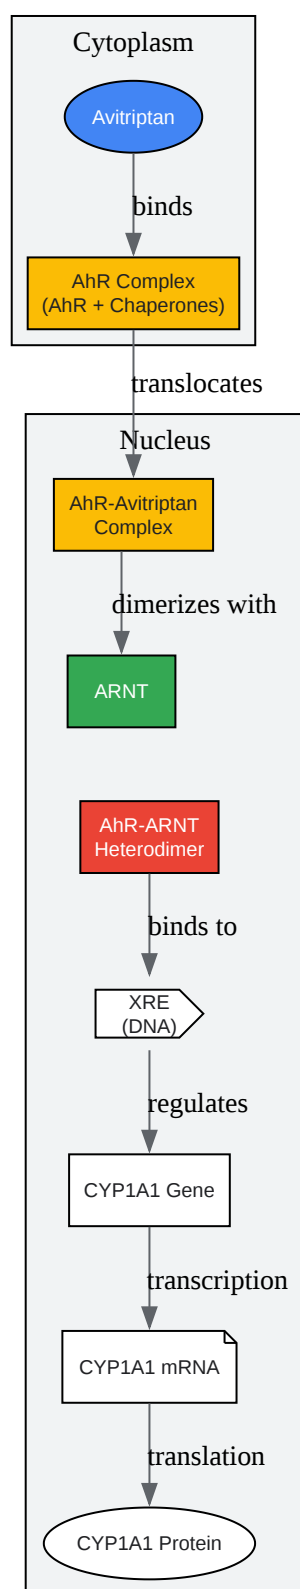 Cytoplasm
Avitriptan
binds
AhR Complex
(AhR + Chaperones)
translocates
Nucleus
AhR-Avitriptan
Complex
dimerizes with
ARNT
AhR-ARNT
Heterodimer
binds to
XRE
(DNA)
regulates
CYP1A1 Gene
transcription
CYP1A1 mRNA
translation
CYP1A1 Protein